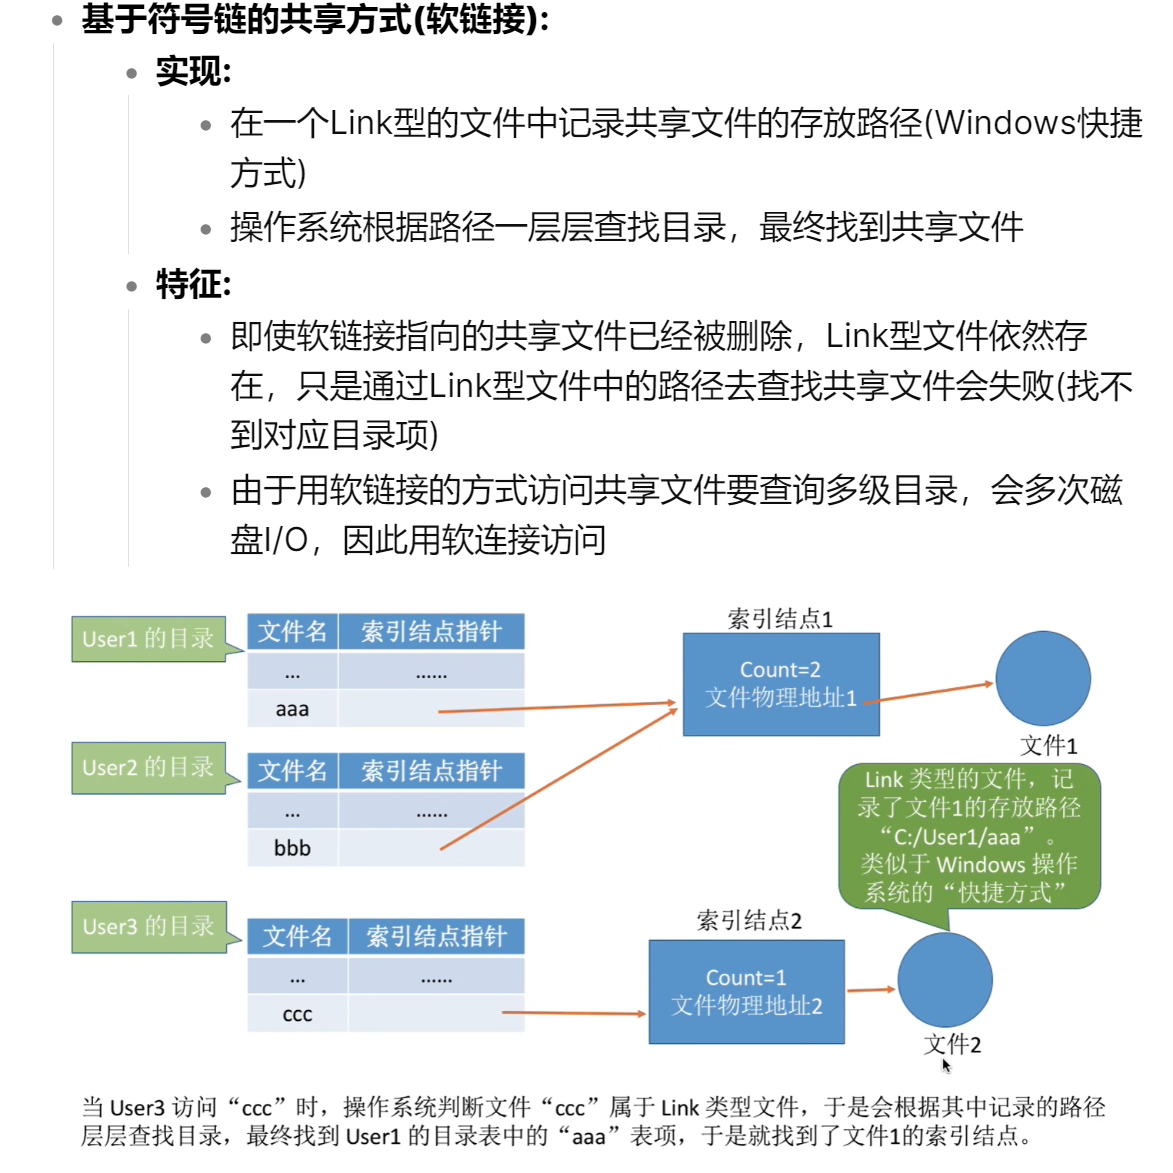 基于符号链的共享方式(软链接):
实现:
在一个Link型的文件中记录共享文件的存放路径(Windows快捷
方式)
操作系统根据路径一层层查找目录，最终找到共享文件
特征:
即使软链接指向的共享文件已经被删除，Link型文件依然存
在，只是通过Link型文件中的路径去查找共享文件会失败(找不
到对应目录项)
由于用软链接的方式访问共享文件要查询多级目录，会多次磁
盘I/O，因此用软连接访问
User1 的目录
文件名 索引结点指针
... ......
aaa
索引结点1
Count=2
文件物理地址1
文件1
User2 的目录
文件名 索引结点指针
... ......
bbb
Link 类型的文件，记
录了文件1的存放路径
“C:/User1/aaa”。
类似于 Windows 操作
系统的“快捷方式”
User3 的目录
文件名 索引结点指针
... ......
ccc
索引结点2
Count=1
文件物理地址2
文件2
当 User3 访问“ccc”时，操作系统判断文件“ccc”属于 Link 类型文件，于是会根据其中记录的路径
层层查找目录，最终找到 User1 的目录表中的“aaa”表项，于是就找到了文件1的索引结点。